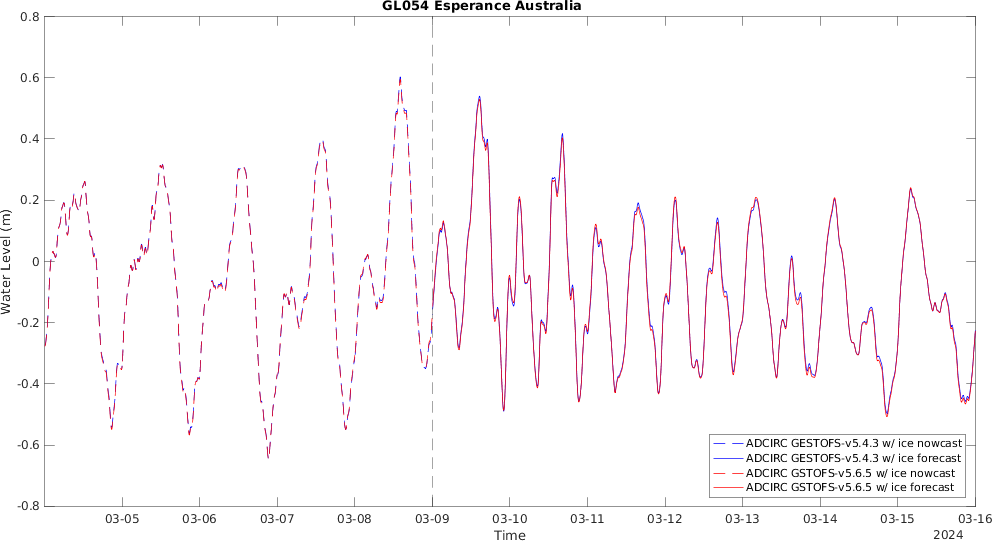 GL054 Esperance Australia
0.8
0.6
0.4
0.2
0
-0.2
-0.4
-0.6
-0.8
Water Level (m)
ADCIRC GESTOFS-v5.4.3 w/ ice nowcast
ADCIRC GESTOFS-v5.4.3 w/ ice forecast
ADCIRC GSTOFS-v5.6.5 w/ ice nowcast
ADCIRC GSTOFS-v5.6.5 w/ ice forecast
03-05 03-06 03-07 03-08 03-09 03-10 03-11 03-12 03-13 03-14 03-15 03-16
Time
2024